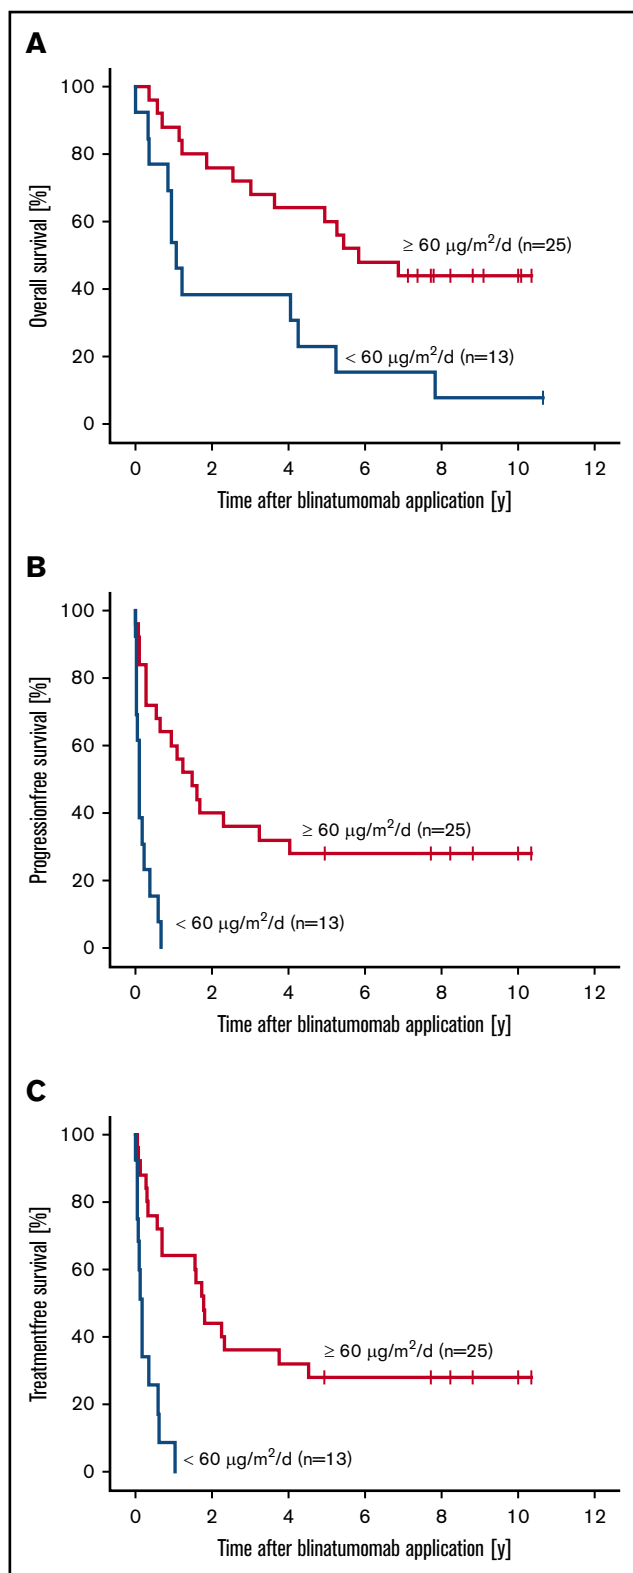 A
Overall survival [%]
100
80
60
40
20
0
≥ 60 μg/m²/d (n=25)
< 60 μg/m²/d (n=13)
0 2 4 6 8 10 12
Time after blinatumomab application [y]
B
Progressionfree survival [%]
100
80
60
40
20
0
≥ 60 μg/m²/d (n=25)
< 60 μg/m²/d (n=13)
0 2 4 6 8 10 12
Time after blinatumomab application [y]
C
Treatmentfree survival [%]
100
80
60
40
20
0
≥ 60 μg/m²/d (n=25)
< 60 μg/m²/d (n=13)
0 2 4 6 8 10 12
Time after blinatumomab application [y]